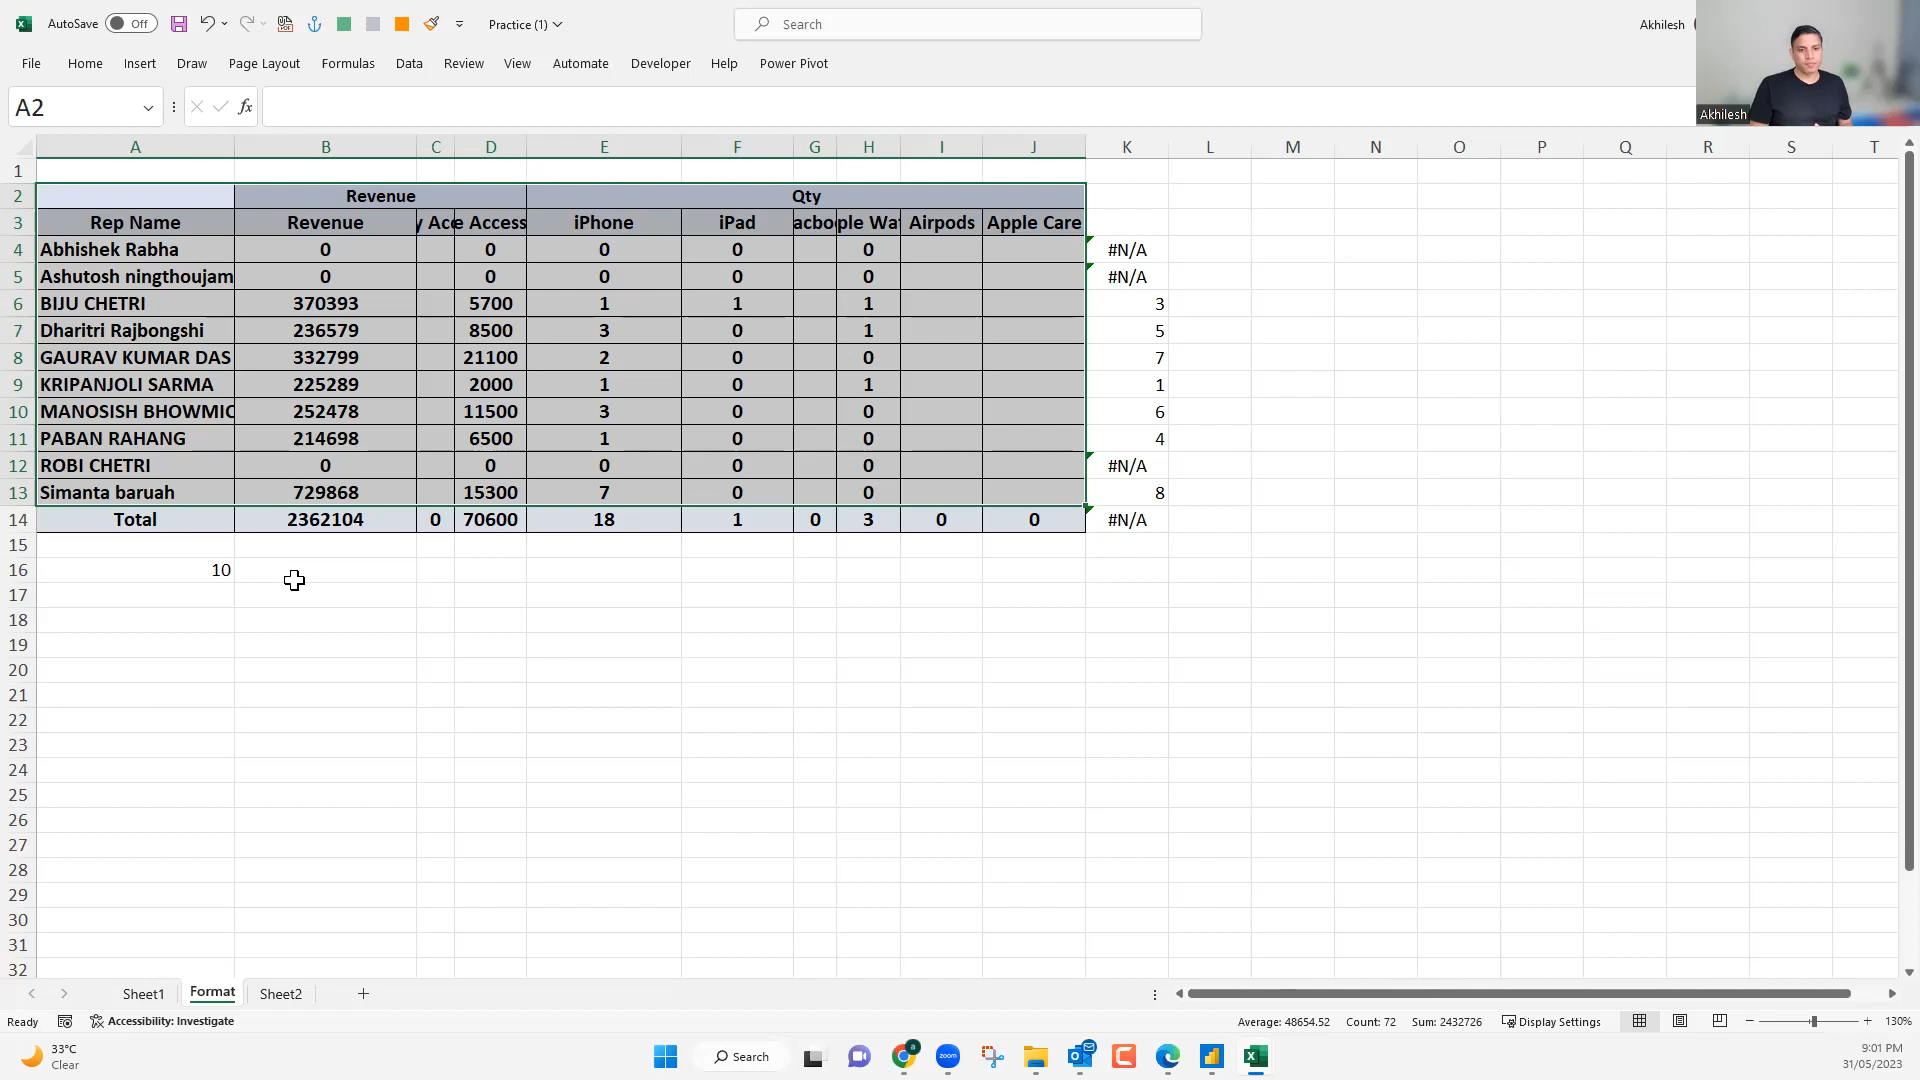 AutoSave Off Practice (1) Search Akhilesh
File Home Insert Draw Page Layout Formulas Data Review View Automate Developer Help Power Pivot
A2 fx
Akhilesh
A B C D E F G H I J K L M N O P Q R S T
1
2 Revenue Qty
3 Rep Name Revenue y Ace e Access iPhone iPad acboo ple Wat Airpods Apple Care
4 Abhishek Rabha 0 0 0 0 0 #N/A
5 Ashutosh ningthoujam 0 0 0 0 0 #N/A
6 BIJU CHETRI 370393 5700 1 1 1 3
7 Dharitri Rajbongshi 236579 8500 3 0 1 5
8 GAURAV KUMAR DAS 332799 21100 2 0 0 7
9 KRIPANJOLI SARMA 225289 2000 1 0 1 1
10 MANOSISH BHOWMIC 252478 11500 3 0 0 6
11 PABAN RAHANG 214698 6500 1 0 0 4
12 ROBI CHETRI 0 0 0 0 0 #N/A
13 Simanta baruah 729868 15300 7 0 0 8
14 Total 2362104 0 70600 18 1 0 3 0 0 #N/A
15
16 10
17
18
19
20
21
22
23
24
25
26
27
28
29
30
31
32
Sheet1 Format Sheet2
Ready Accessibility: Investigate Average: 48654.52 Count: 72 Sum: 2432726 Display Settings 130%
33°C
Clear
Search
zoom
9:01 PM
31/05/2023